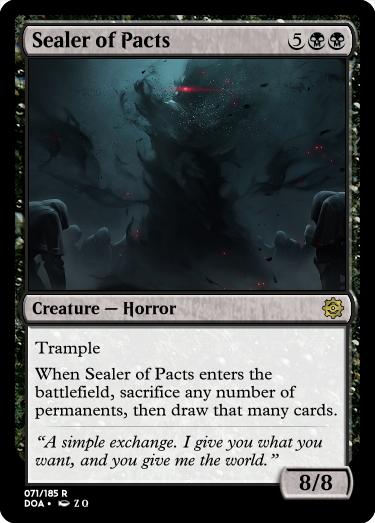 Sealer of Pacts 5
Creature — Horror
Trample
When Sealer of Pacts enters the
battlefield, sacrifice any number of
permanents, then draw that many cards.
“A simple exchange. I give you what you
want, and you give me the world.”
8/8
071/185 R
DOA • ZO